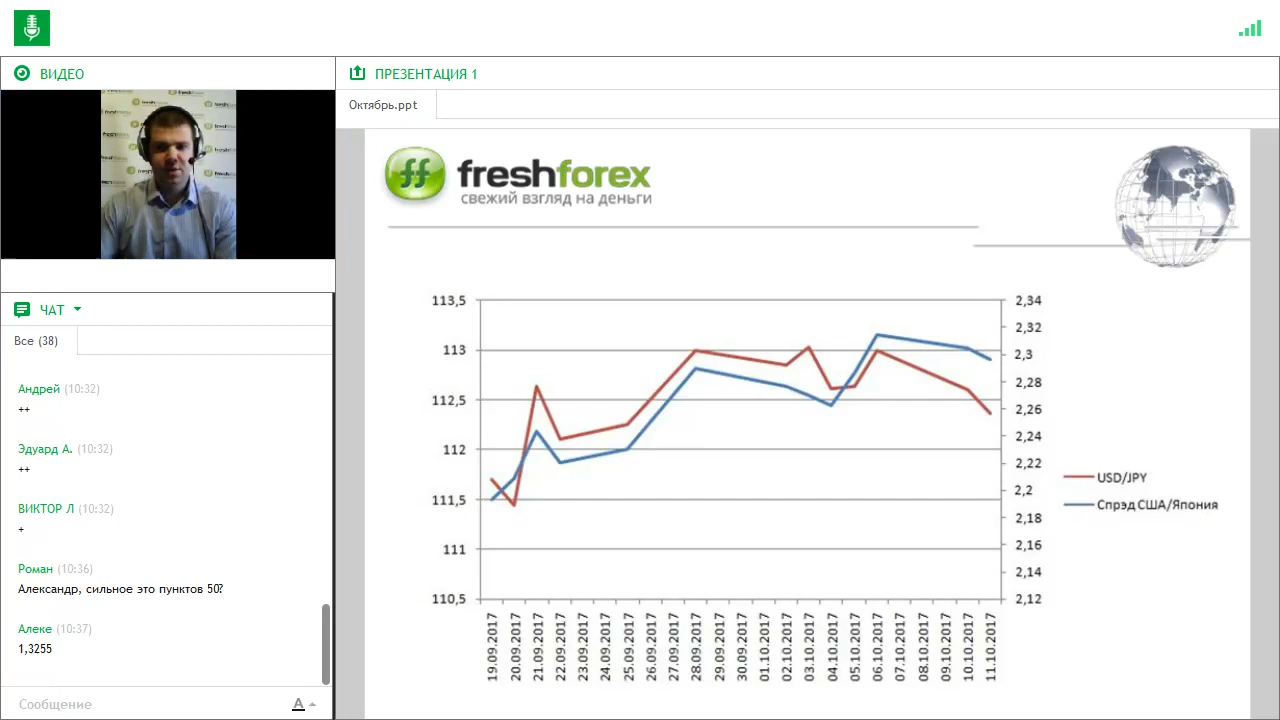 ВИДЕО
ПРЕЗЕНТАЦИЯ 1
Октябрь.ppt
freshforex
свежий взгляд на деньги
ЧАТ
Все (38)
Андрей (10:32)
++
Эдуард А. (10:32)
++
ВИКТОР Л (10:32)
+
Роман (10:36)
Александр, сильное это пунктов 50?
Алеке (10:37)
1,3255
Сообщение
A
113,5
113
112,5
112
111,5
111
110,5
2,34
2,32
2,3
2,28
2,26
2,24
2,22
2,2
2,18
2,16
2,14
2,12
19.09.2017
20.09.2017
21.09.2017
22.09.2017
23.09.2017
24.09.2017
25.09.2017
26.09.2017
27.09.2017
28.09.2017
29.09.2017
30.09.2017
01.10.2017
02.10.2017
03.10.2017
04.10.2017
05.10.2017
06.10.2017
07.10.2017
08.10.2017
09.10.2017
10.10.2017
11.10.2017
USD/JPY
Спрэд США/Япония